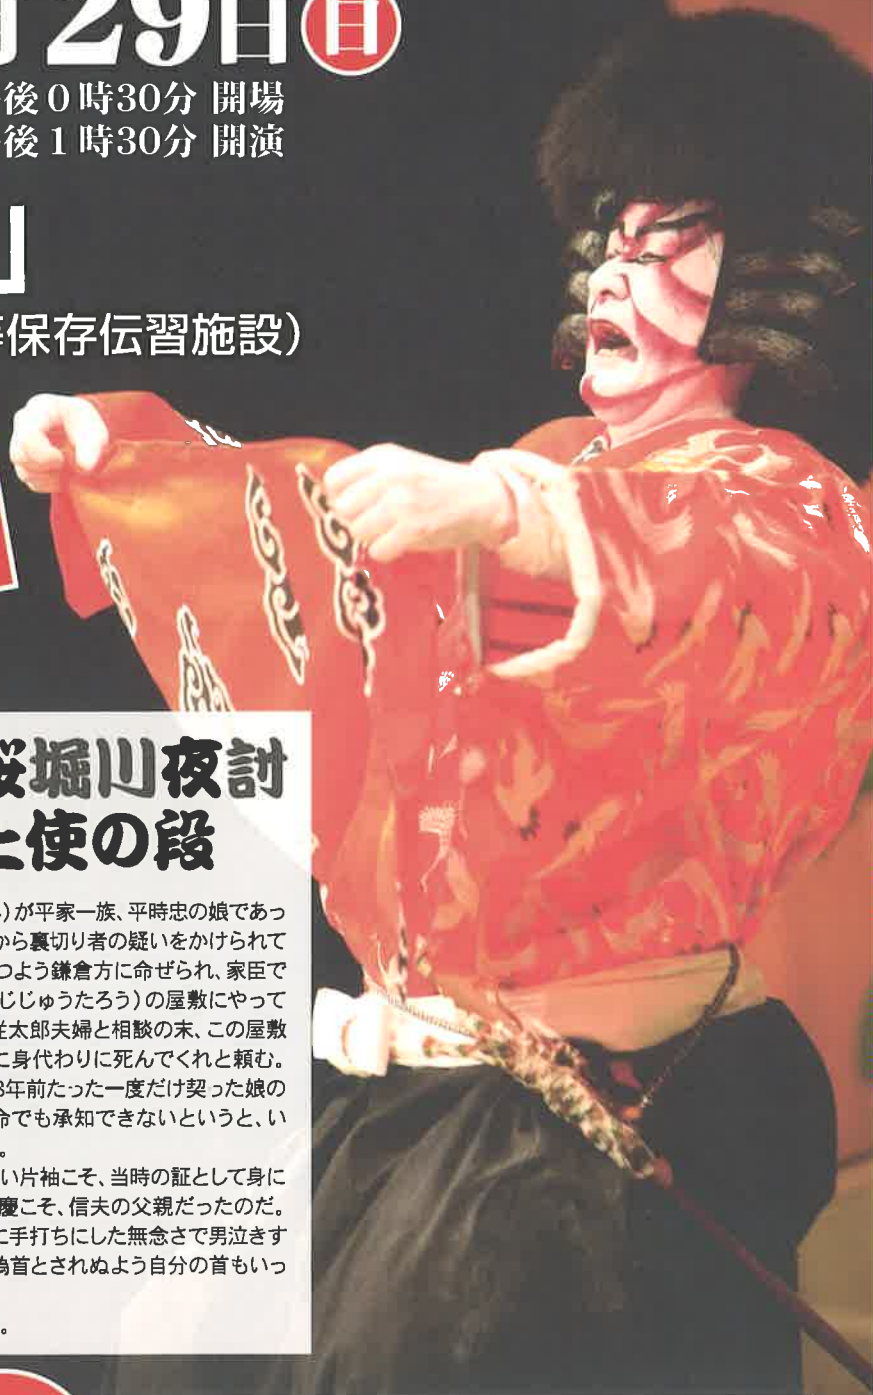 29日日
後0時30分 開場
後1時30分 開演
」
保存伝習施設）
堀川夜討
使の段
）が平家一族、平時忠の娘であっ
から裏切り者の疑いをかけられて
つよう鎌倉方に命ぜられ、家臣で
じじゅうたろう）の屋敷にやって
太郎夫婦と相談の末、この屋敷
に身代わりに死んでくれと頼む。
年前たった一度だけ契った娘の
命でも承知できないというと、い
。
い片袖こそ、当時の証として身に
慶こそ、信夫の父親だったのだ。
に手打ちにした無念さで男泣きす
首とされぬよう自分の首もいっ
。